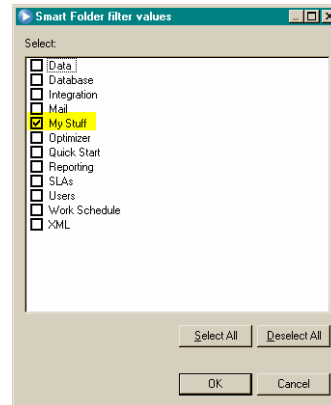 Smart Folder filter values
Select:
Data
Database
Integration
Mail
My Stuff
Optimizer
Quick Start
Reporting
SLAs
Users
Work Schedule
XML
Select All Deselect All
OK Cancel